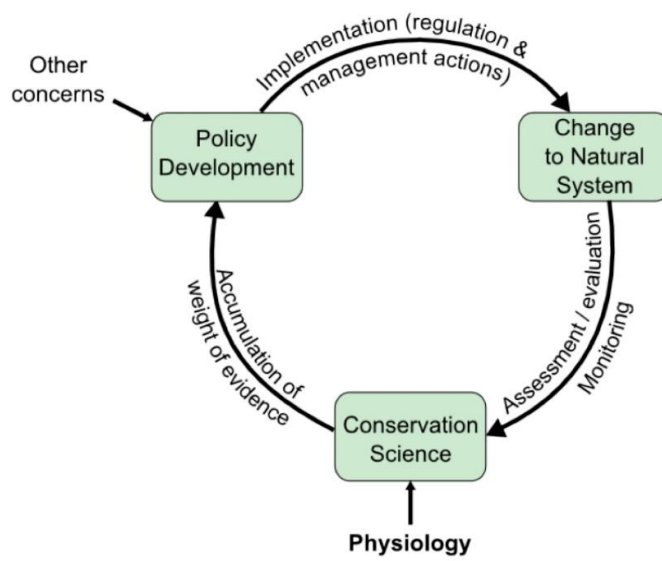 Other
concerns
Implementation (regulation &
management actions)
Policy
Development
Change
to Natural
System
Assessment / evaluation
Monitoring
Accumulation of
weight of evidence
Conservation
Science
Physiology